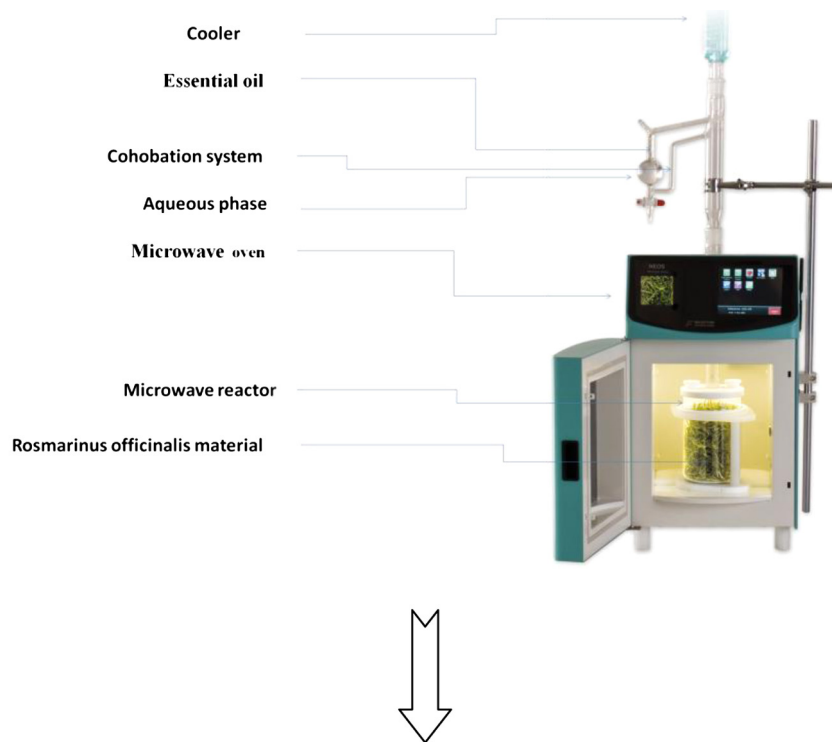 Cooler
Essential oil
Cohobation system
Aqueous phase
Microwave oven
Microwave reactor
Rosmarinus officinalis material